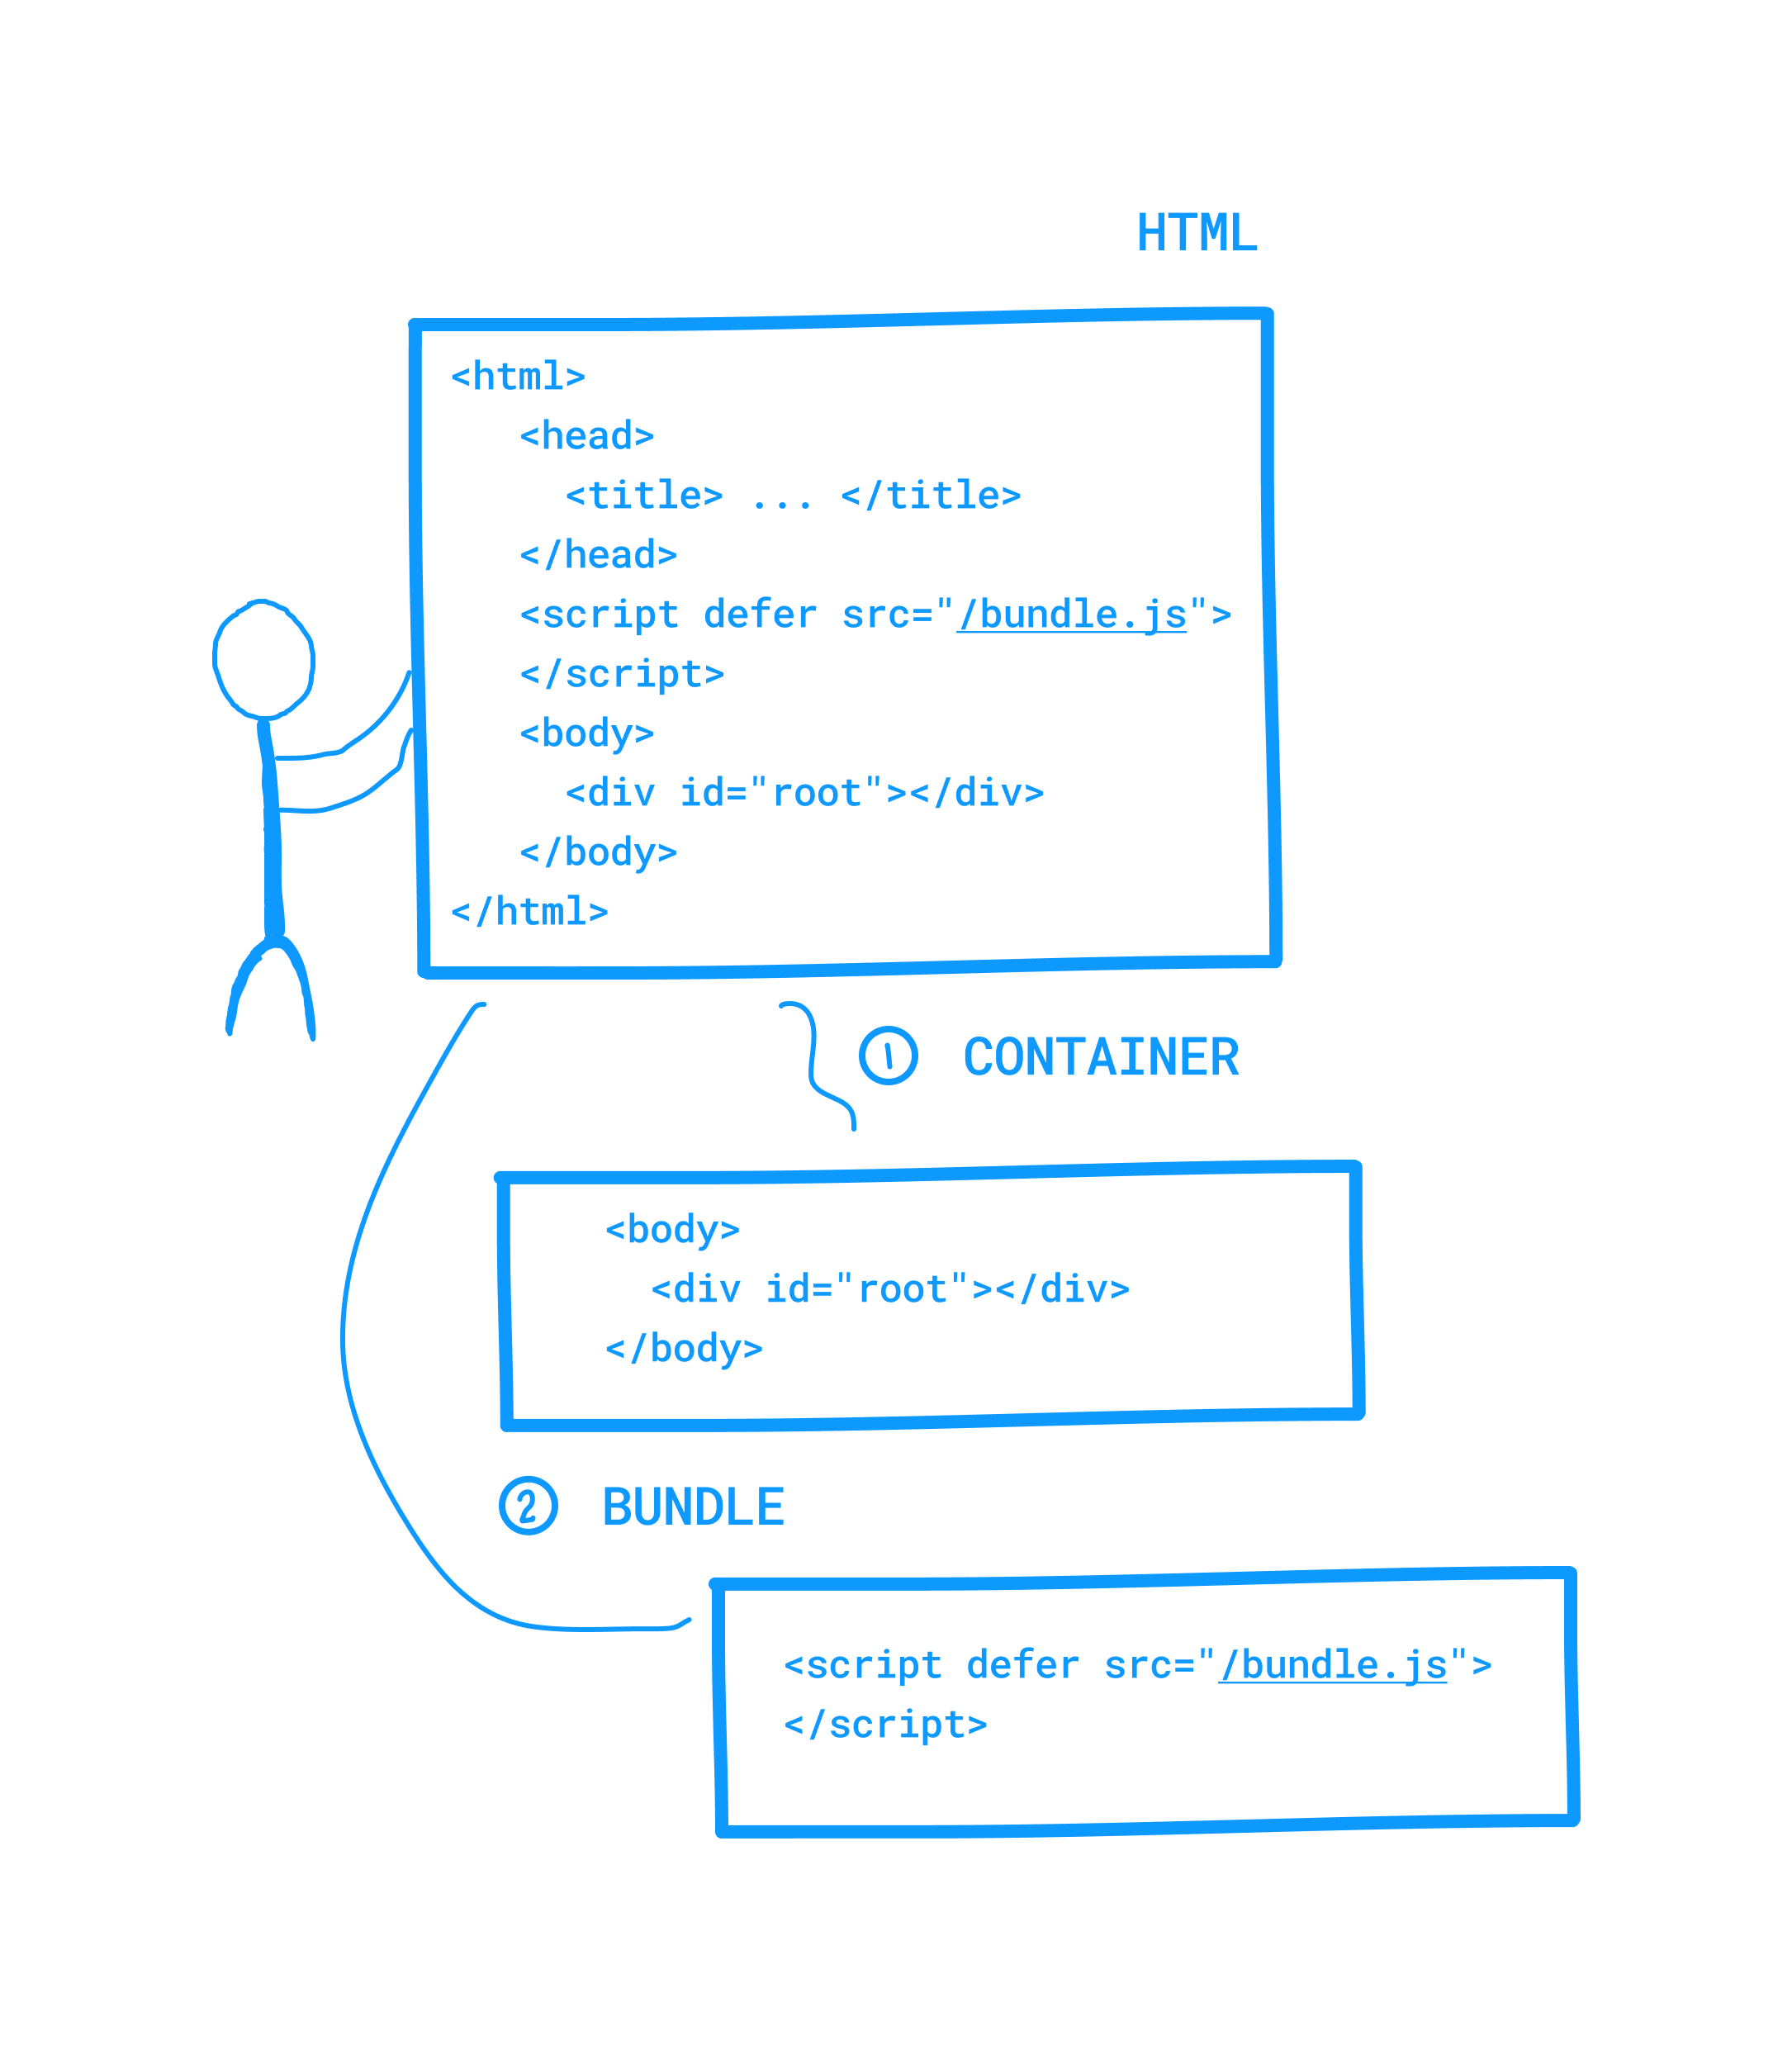 HTML
<html>
<head>
<title> ... </title>
</head>
<script defer src="/bundle.js">
</script>
<body>
<div id="root"></div>
</body>
</html>
1 CONTAINER
<body>
<div id="root"></div>
</body>
2 BUNDLE
<script defer src="/bundle.js">
</script>